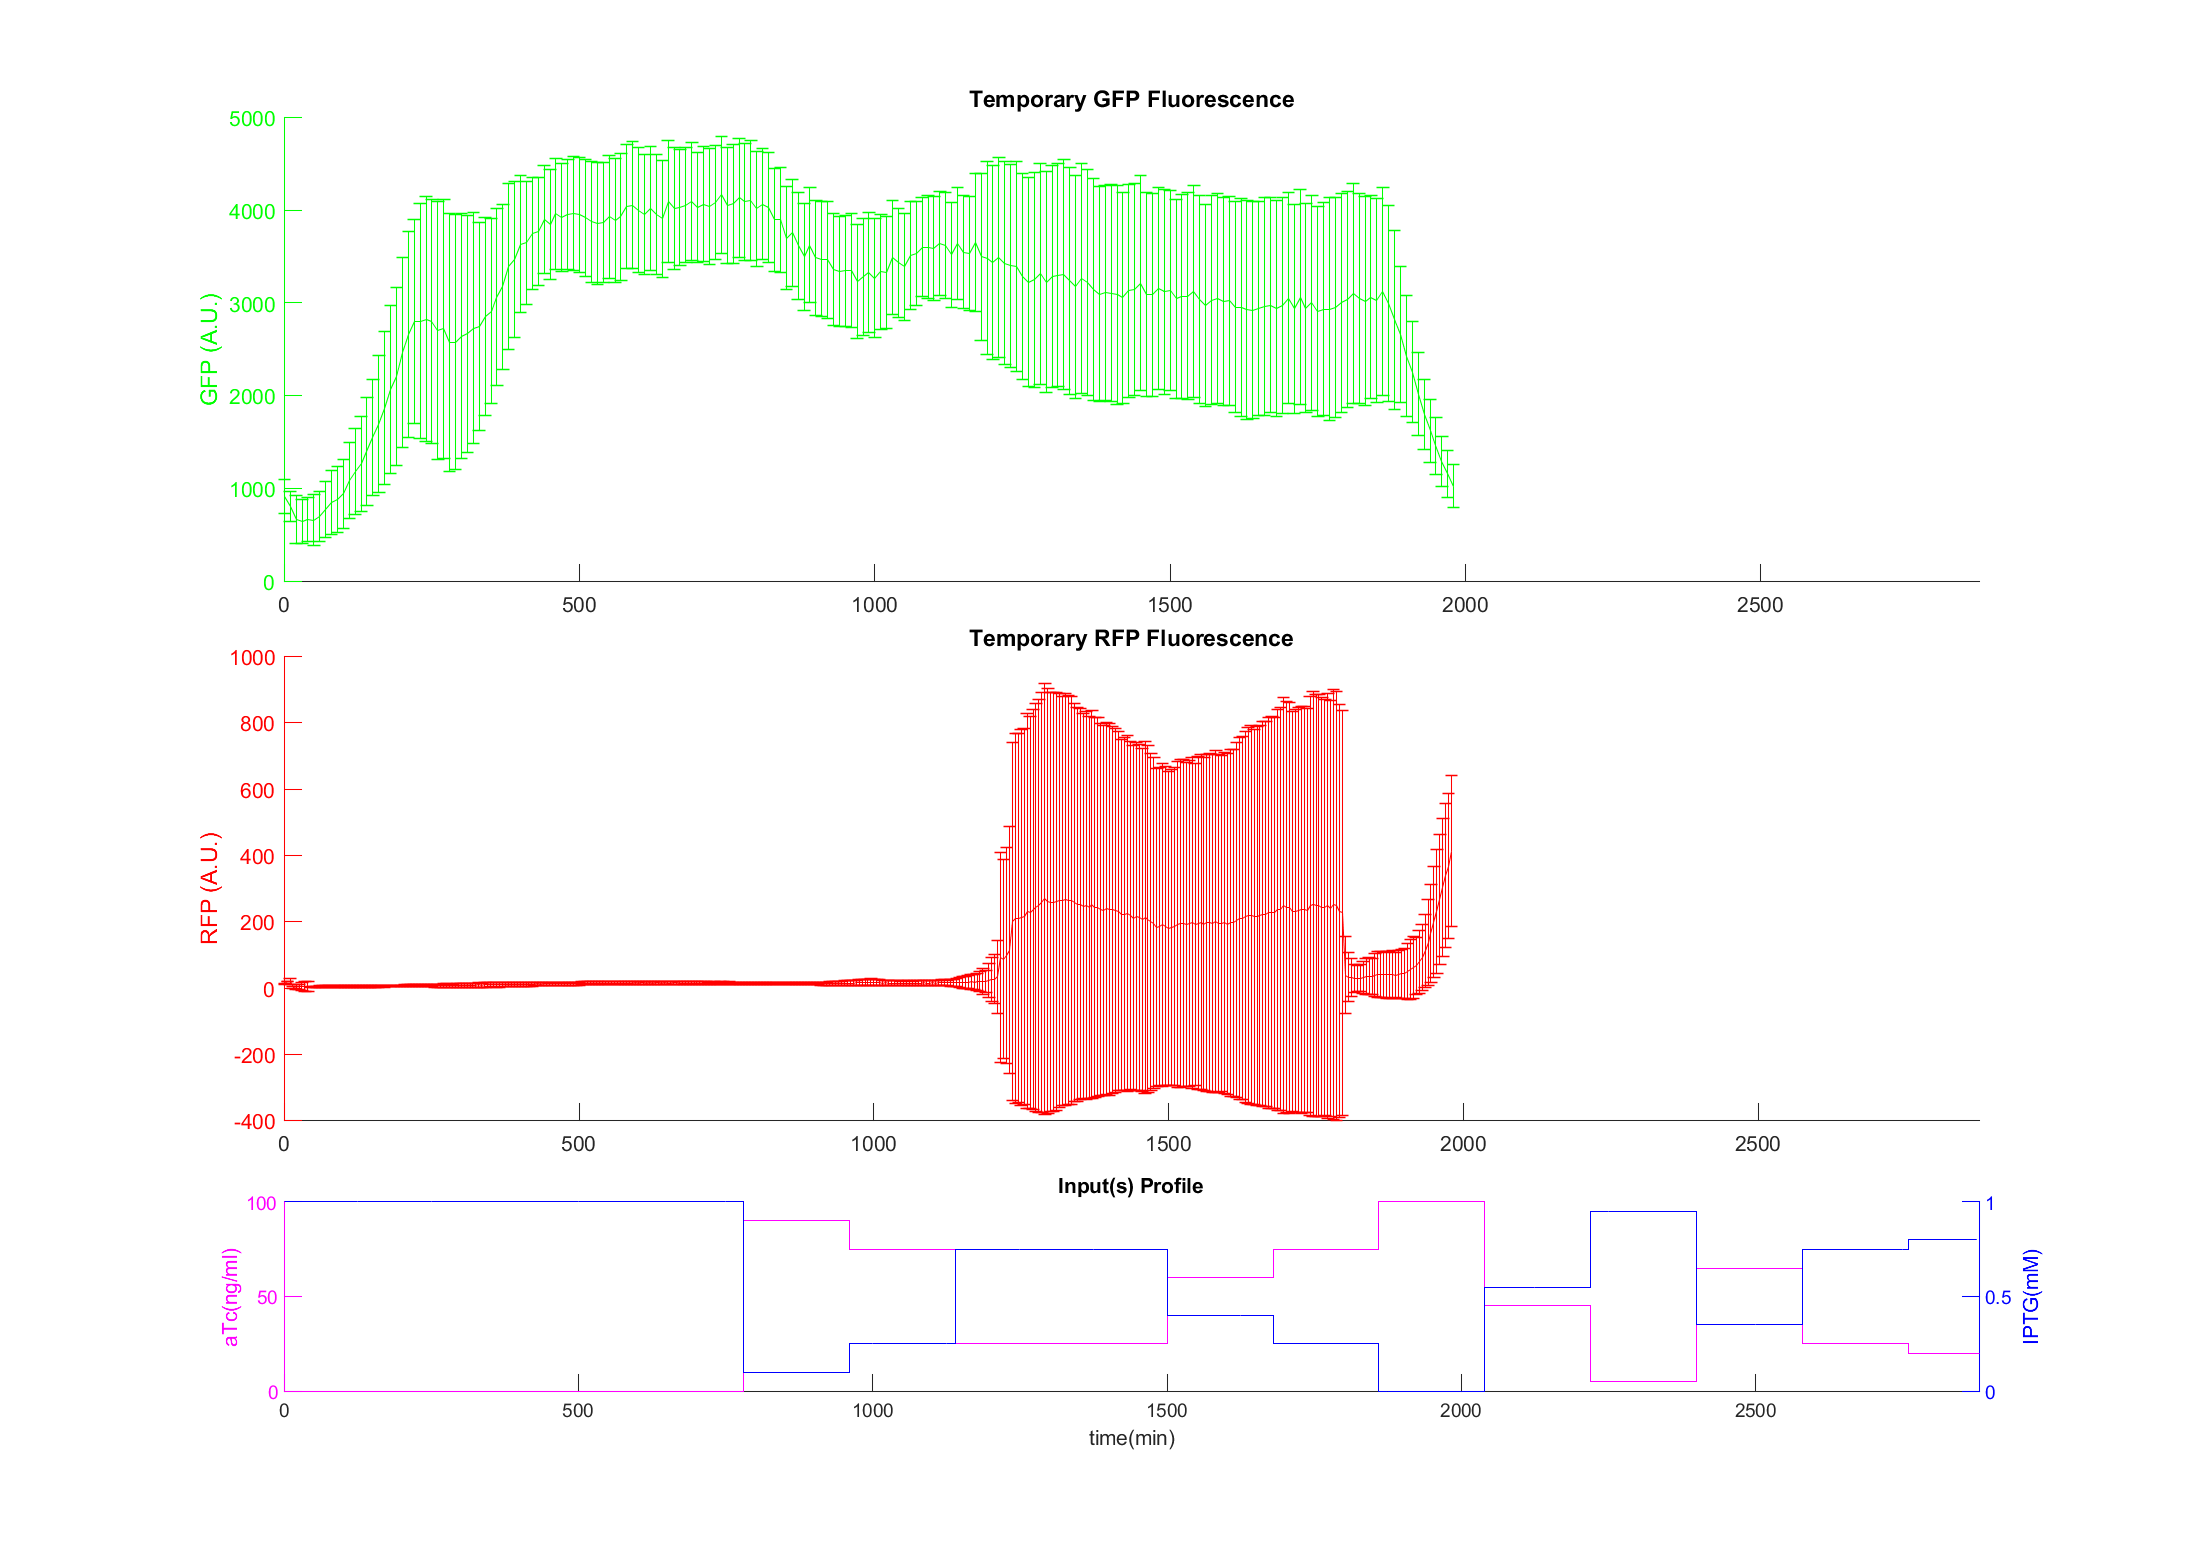 Temporary GFP Fluorescence
5000
4000
3000
2000
1000
0
GFP (A.U.)
0 500 1000 1500 2000 2500
Temporary RFP Fluorescence
1000
800
600
400
200
0
-200
-400
RFP (A.U.)
0 500 1000 1500 2000 2500
Input(s) Profile
100
50
0
aTc(ng/ml)
1
0.5
0
IPTG(mM)
0 500 1000 1500 2000 2500
time(min)